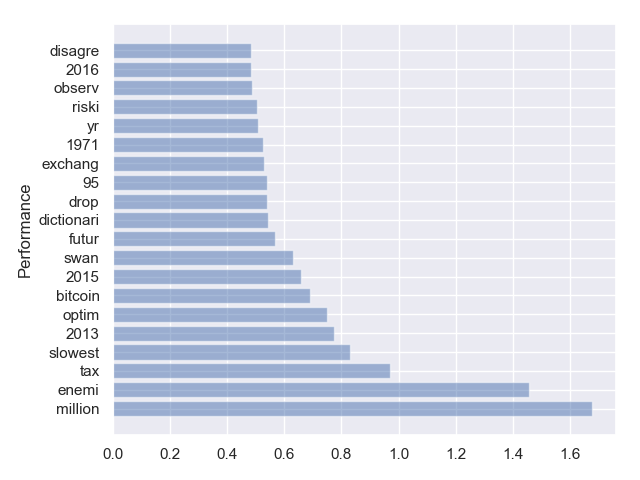 disagre
2016
observ
riski
yr
1971
exchang
95
drop
dictionari
futur
swan
2015
bitcoin
optim
2013
slowest
tax
enemi
million
Performance
0.0 0.2 0.4 0.6 0.8 1.0 1.2 1.4 1.6